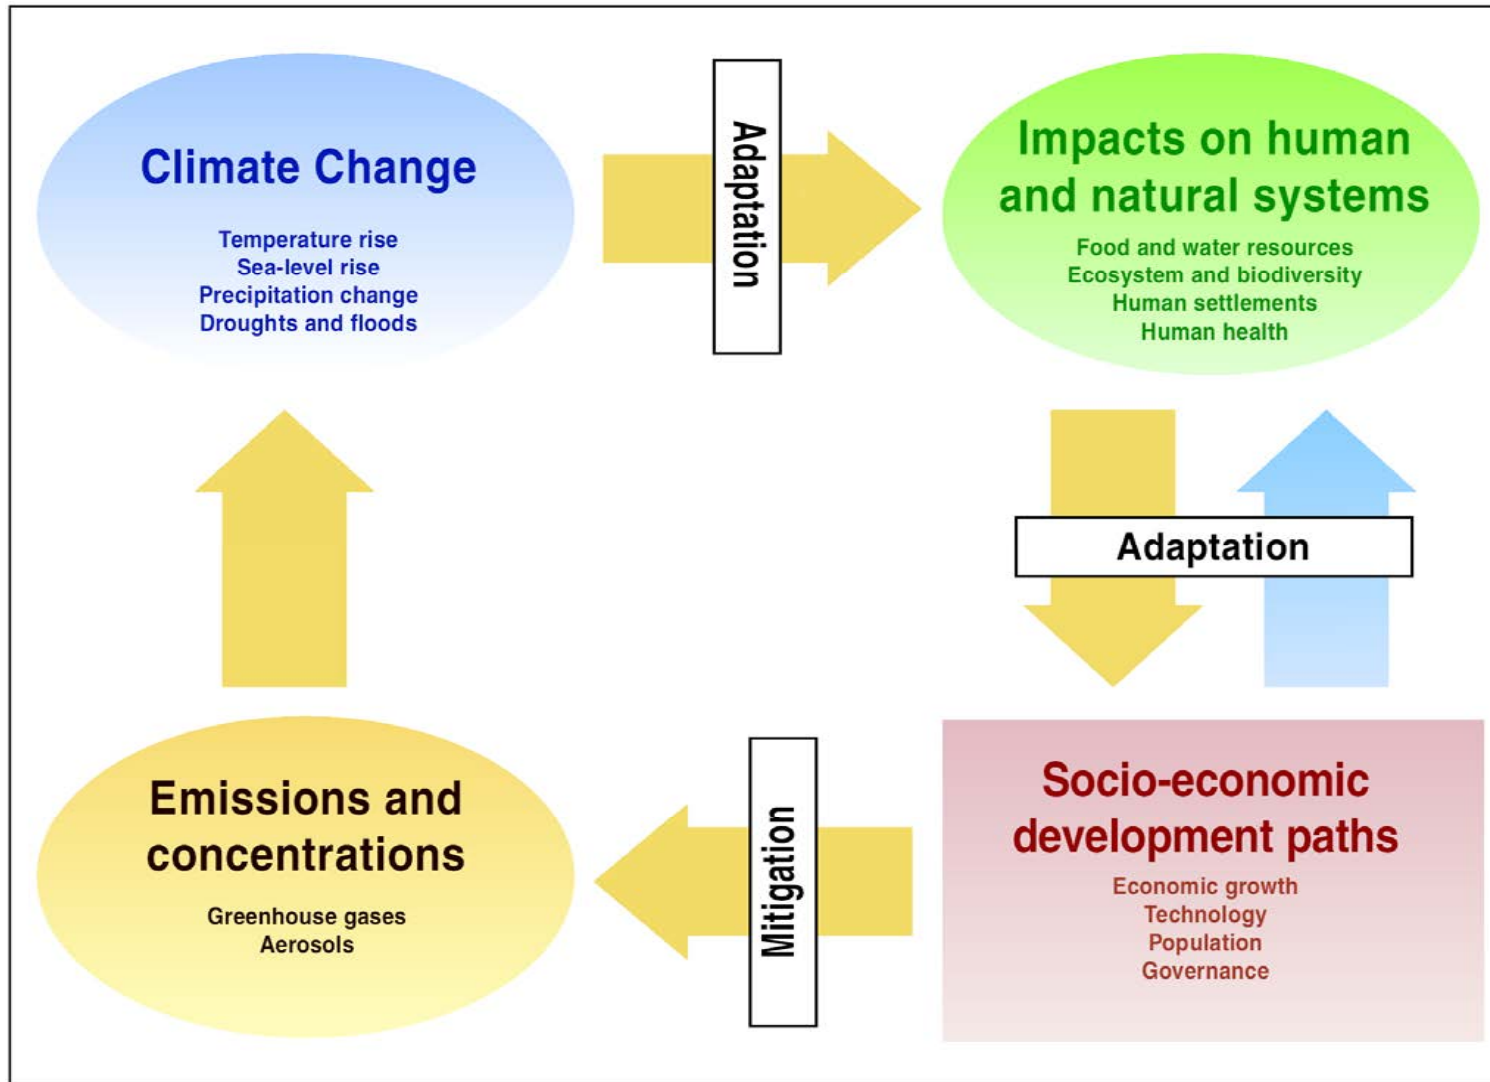 Climate Change
Temperature rise
Sea-level rise
Precipitation change
Droughts and floods
Adaptation
Impacts on human
and natural systems
Food and water resources
Ecosystem and biodiversity
Human settlements
Human health
Adaptation
Emissions and
concentrations
Greenhouse gases
Aerosols
Mitigation
Socio-economic
development paths
Economic growth
Technology
Population
Governance